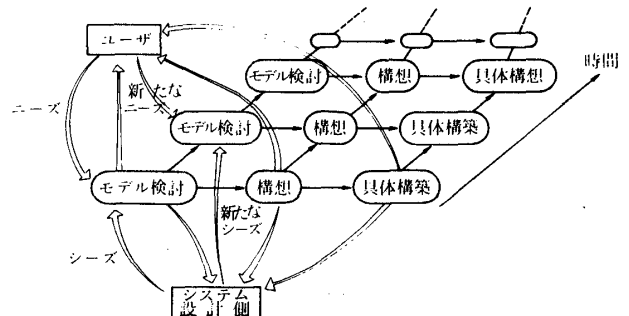 ユーザ
モデル検討
構想
具体構想
時間
ニーズ
新たな
ニーズ
モデル検討
構想
具体構築
モデル検討
構想
具体構築
新たな
シーズ
シーズ
システム
設計側